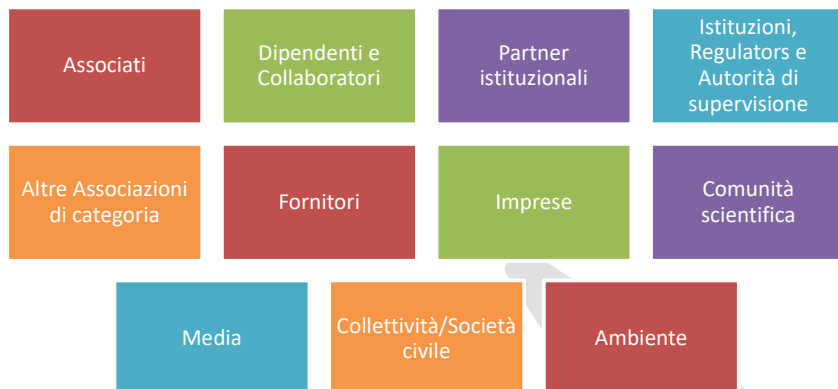 Associati
Dipendenti e
Collaboratori
Partner
istituzionali
Istituzioni,
Regulators e
Autorità di
supervisione
Altre Associazioni
di categoria
Fornitori
Imprese
Comunità
scientifica
Media
Collettività/Società
civile
Ambiente